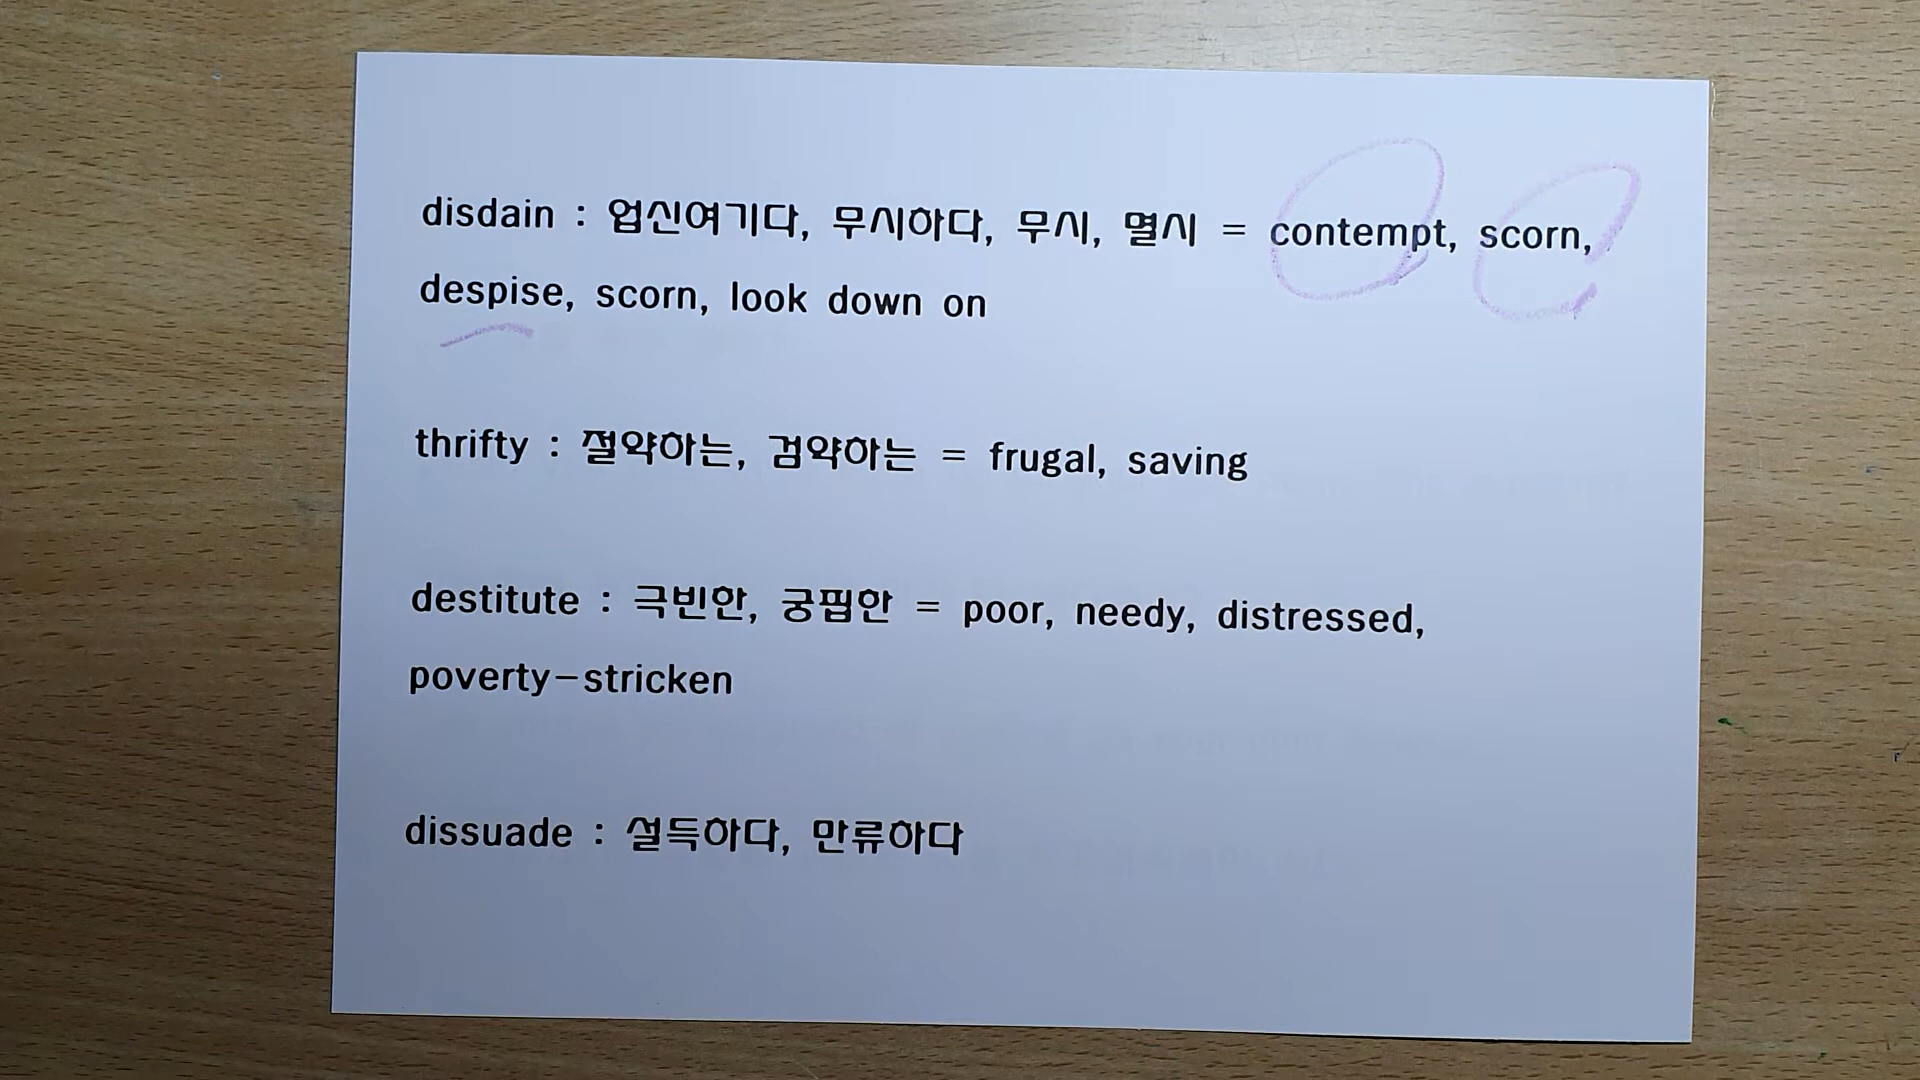 disdain : 업신여기다, 무시하다, 무시, 멸시 = contempt, scorn,
despise, scorn, look down on
thrifty : 절약하는, 검약하는 = frugal, saving
destitute : 극빈한, 궁핍한 = poor, needy, distressed,
poverty-stricken
dissuade : 설득하다, 만류하다